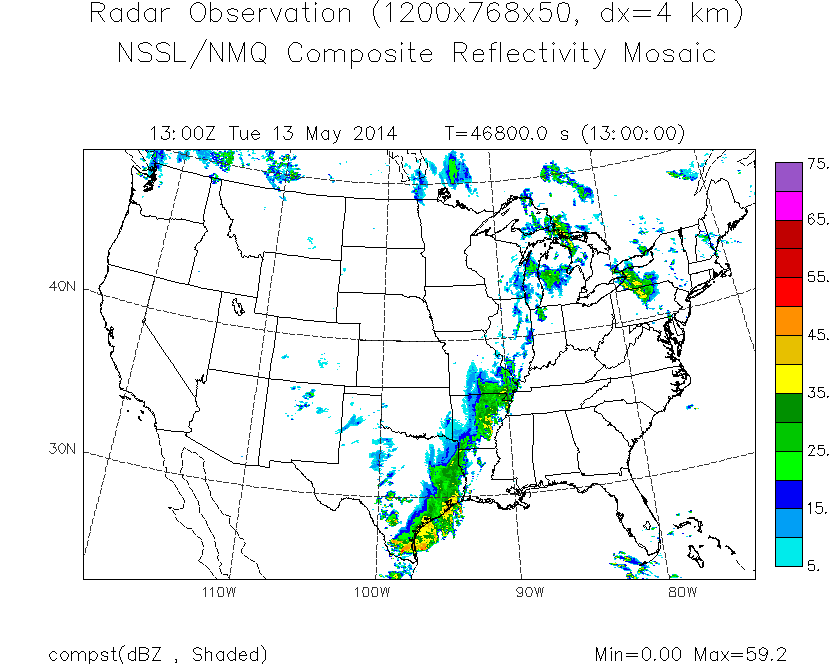 Radar Observation (1200x768x50, dx=4 km)
NSSL/NMQ Composite Reflectivity Mosaic
13:00Z Tue 13 May 2014 T=46800.0 s (13:00:00)
75.
65.
55.
45.
35.
25.
15.
5.
40N
30N
110W 100W 90W 80W
compst(dBZ , Shaded) Min=0.00 Max=59.2